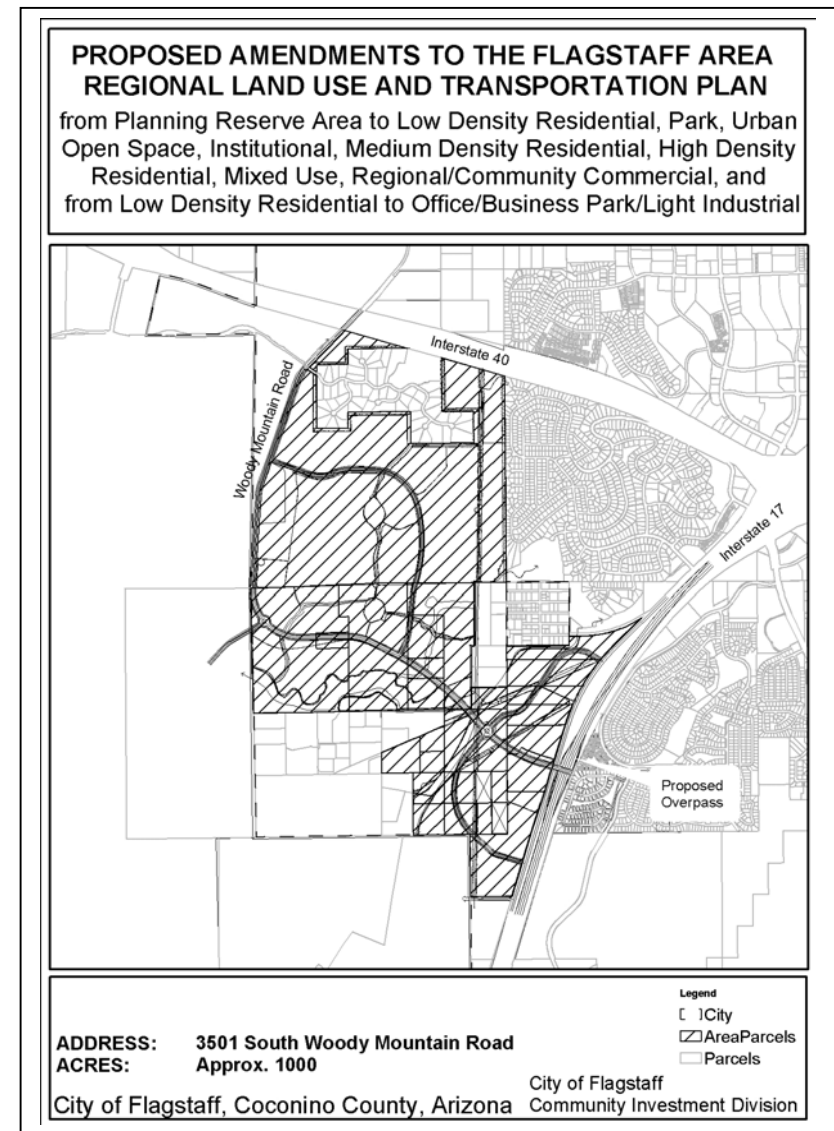 PROPOSED AMENDMENTS TO THE FLAGSTAFF AREA
REGIONAL LAND USE AND TRANSPORTATION PLAN
from Planning Reserve Area to Low Density Residential, Park, Urban
Open Space, Institutional, Medium Density Residential, High Density
Residential, Mixed Use, Regional/Community Commercial, and
from Low Density Residential to Office/Business Park/Light Industrial
Interstate 40
Woody Mountain Road
Interstate 17
Proposed
Overpass
Legend
City
AreaParcels
Parcels
ADDRESS: 3501 South Woody Mountain Road
ACRES: Approx. 1000
City of Flagstaff, Coconino County, Arizona
City of Flagstaff
Community Investment Division